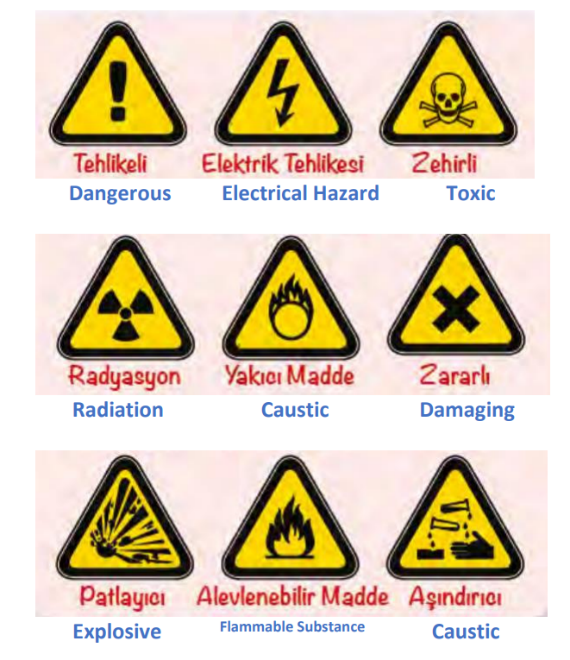 Tehlikeli Elektrik Tehlikesi Zehirli
Dangerous Electrical Hazard Toxic
Radyasyon Yakıcı Madde Zararlı
Radiation Caustic Damaging
Patlayıcı Alevlenebilir Madde Aşındırıcı
Explosive Flammable Substance Caustic